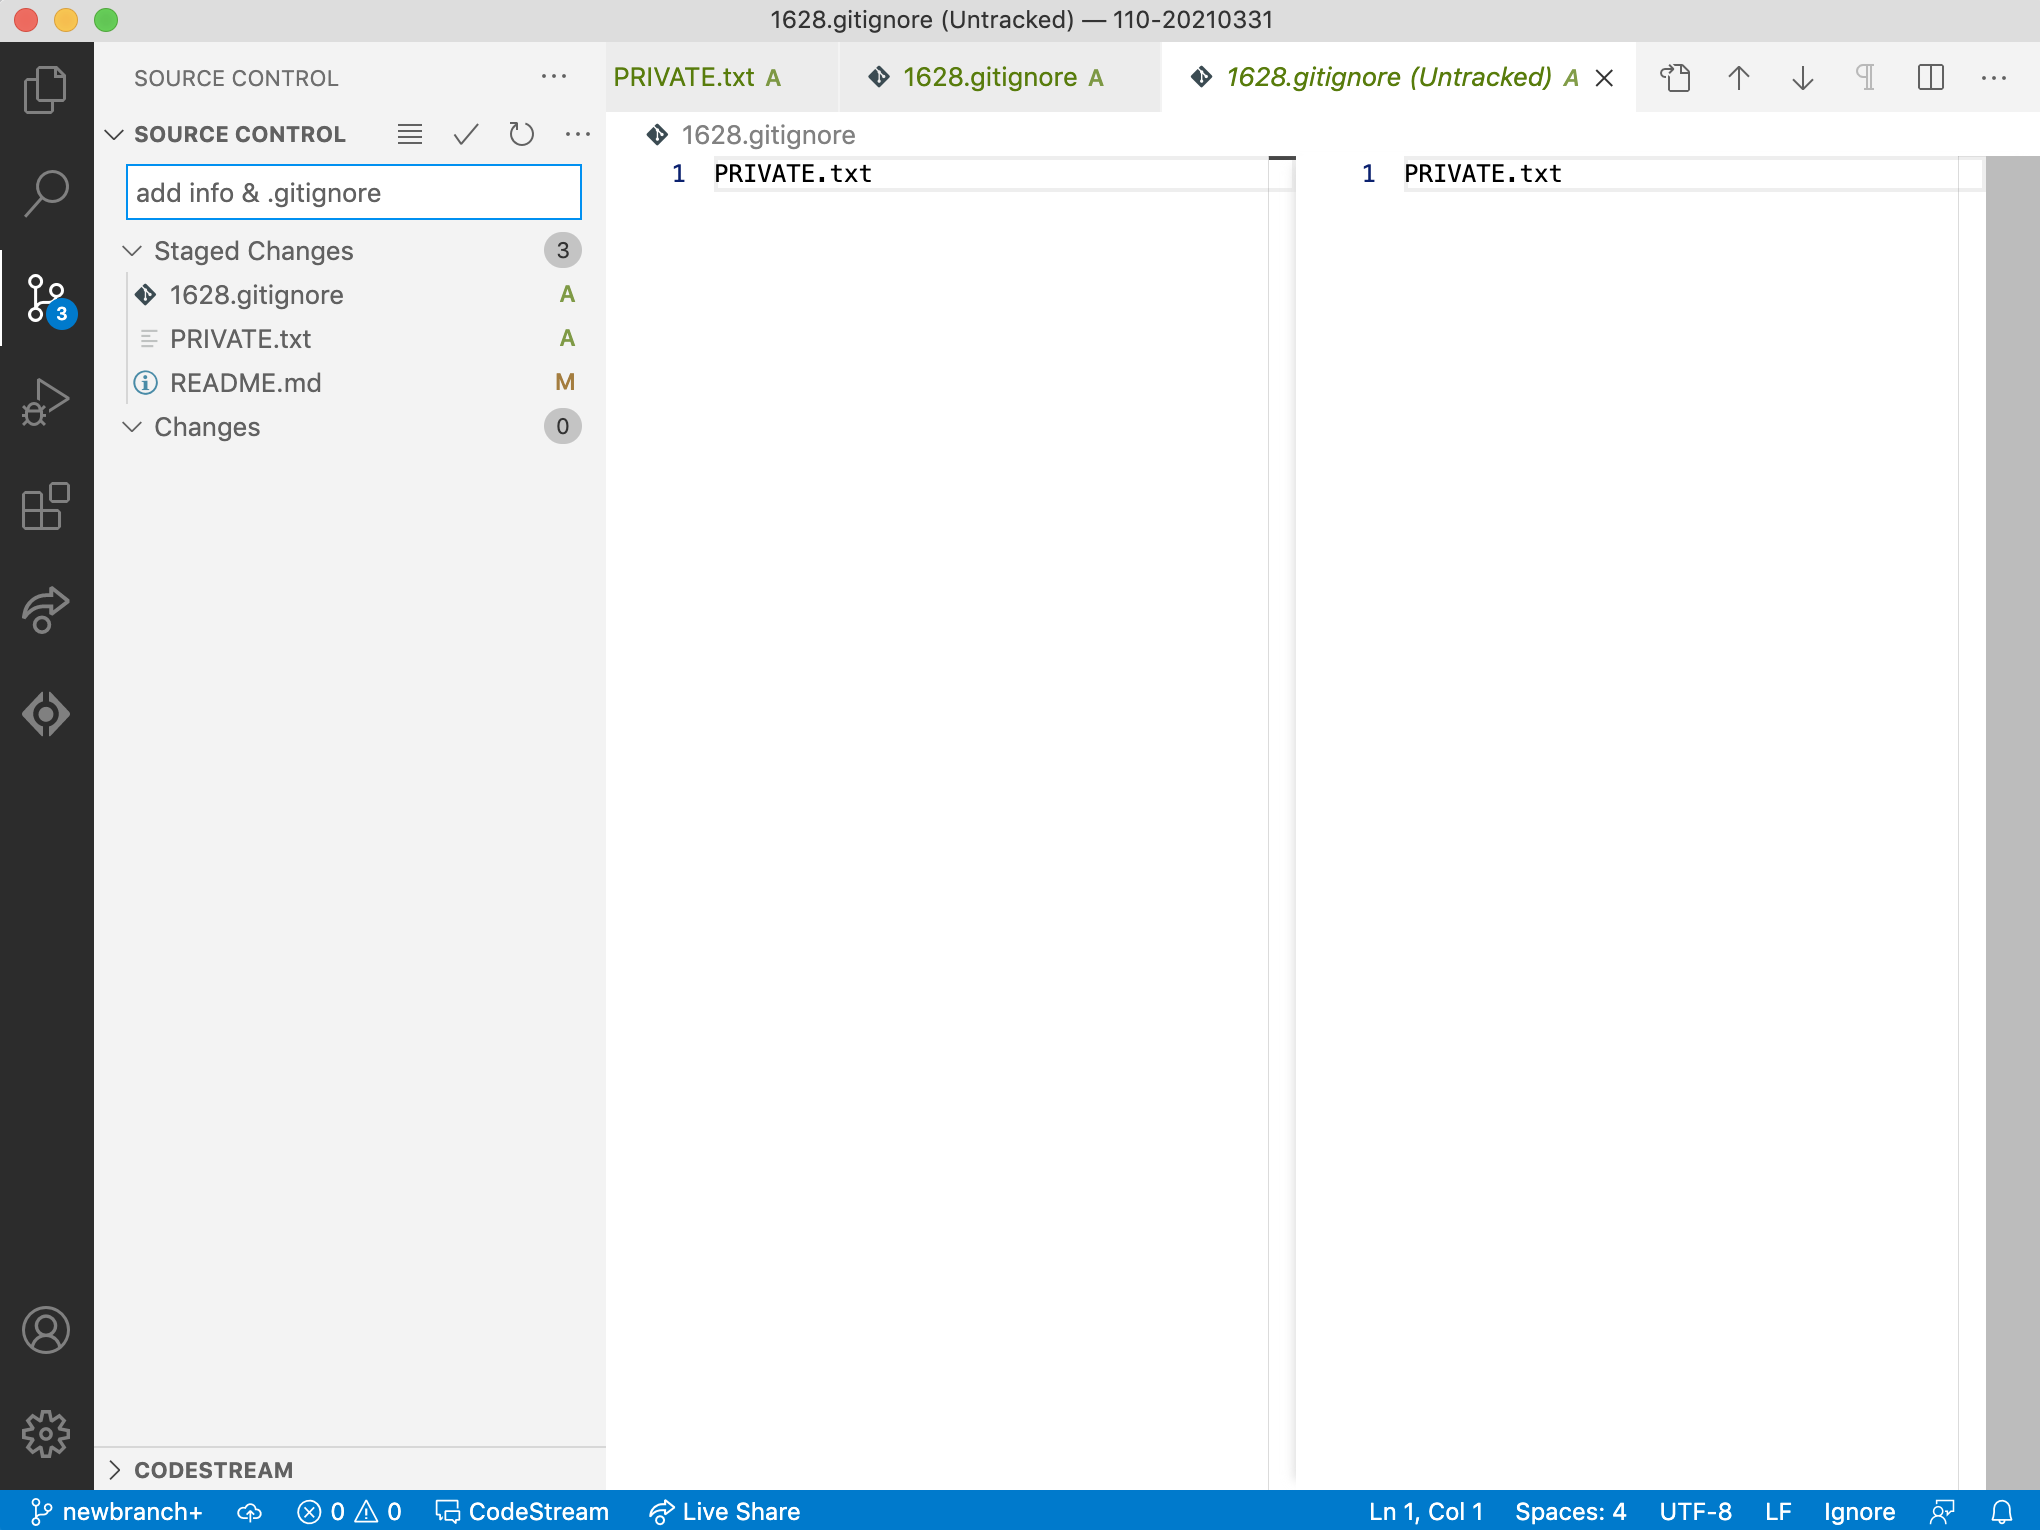 1628.gitignore (Untracked) — 110-20210331
SOURCE CONTROL
PRIVATE.txt A
1628.gitignore A
1628.gitignore (Untracked) A
SOURCE CONTROL
1628.gitignore
add info & .gitignore
1 PRIVATE.txt
1 PRIVATE.txt
Staged Changes 3
1628.gitignore A
3
PRIVATE.txt A
README.md M
Changes 0
CODESTREAM
newbranch+ 0 0 CodeStream Live Share Ln 1, Col 1 Spaces: 4 UTF-8 LF Ignore